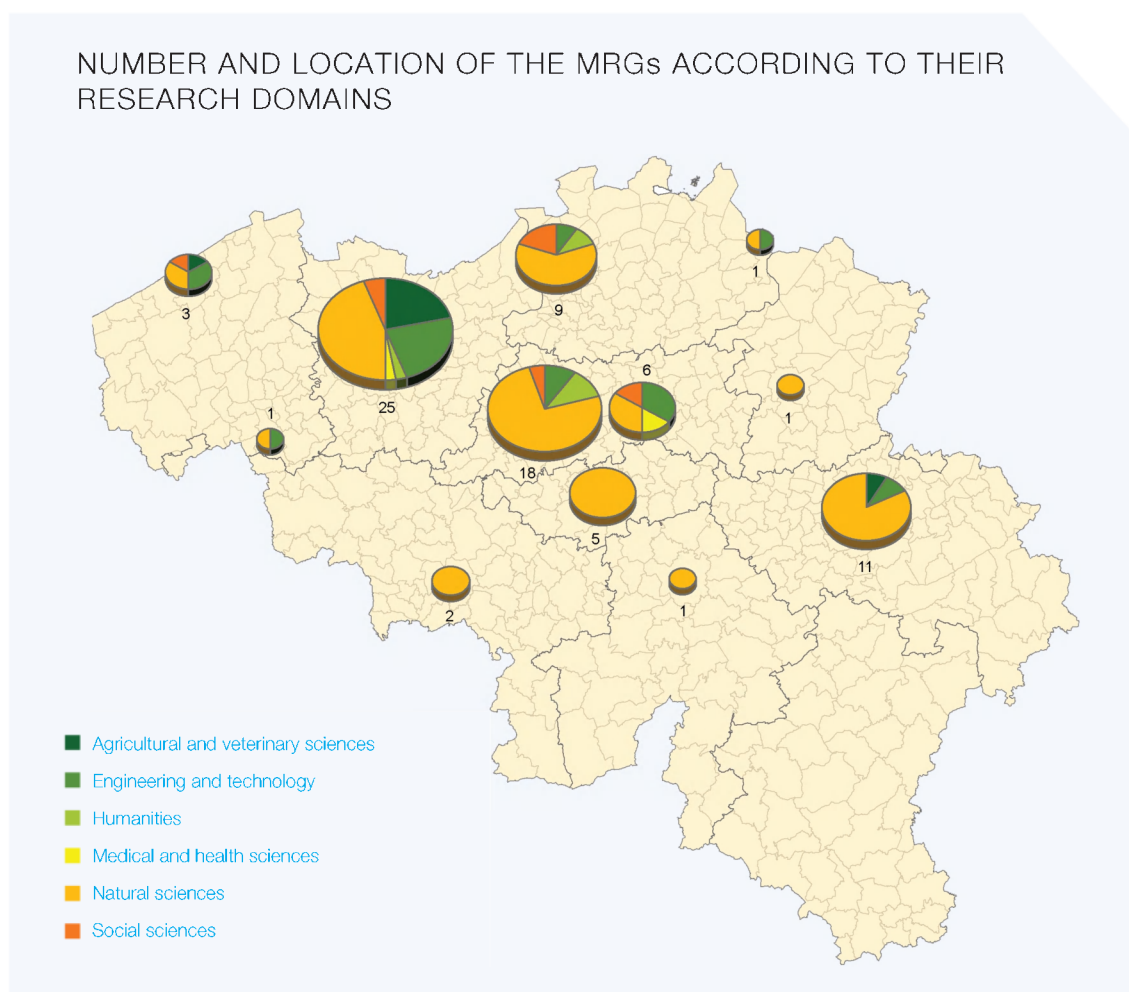 NUMBER AND LOCATION OF THE MRGs ACCORDING TO THEIR
RESEARCH DOMAINS
9
1
3
6
25
1
1
18
5
11
2
1
Agricultural and veterinary sciences
Engineering and technology
Humanities
Medical and health sciences
Natural sciences
Social sciences